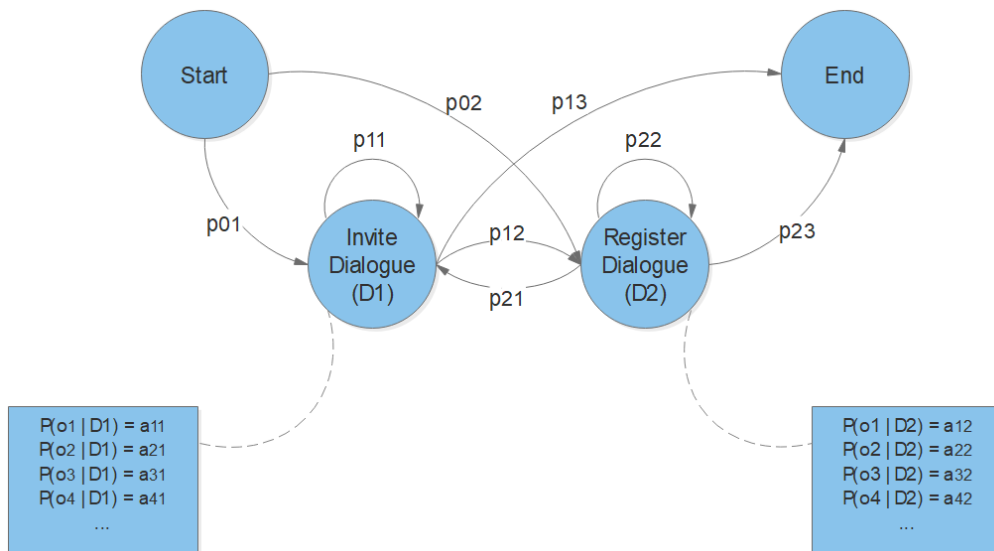 Start
End
p02
p13
p11
p22
p01
Invite
Dialogue
(D1)
p12
p21
Register
Dialogue
(D2)
p23
P(o1 | D1) = a11
P(o2 | D1) = a21
P(o3 | D1) = a31
P(o4 | D1) = a41
...
P(o1 | D2) = a12
P(o2 | D2) = a22
P(o3 | D2) = a32
P(o4 | D2) = a42
...